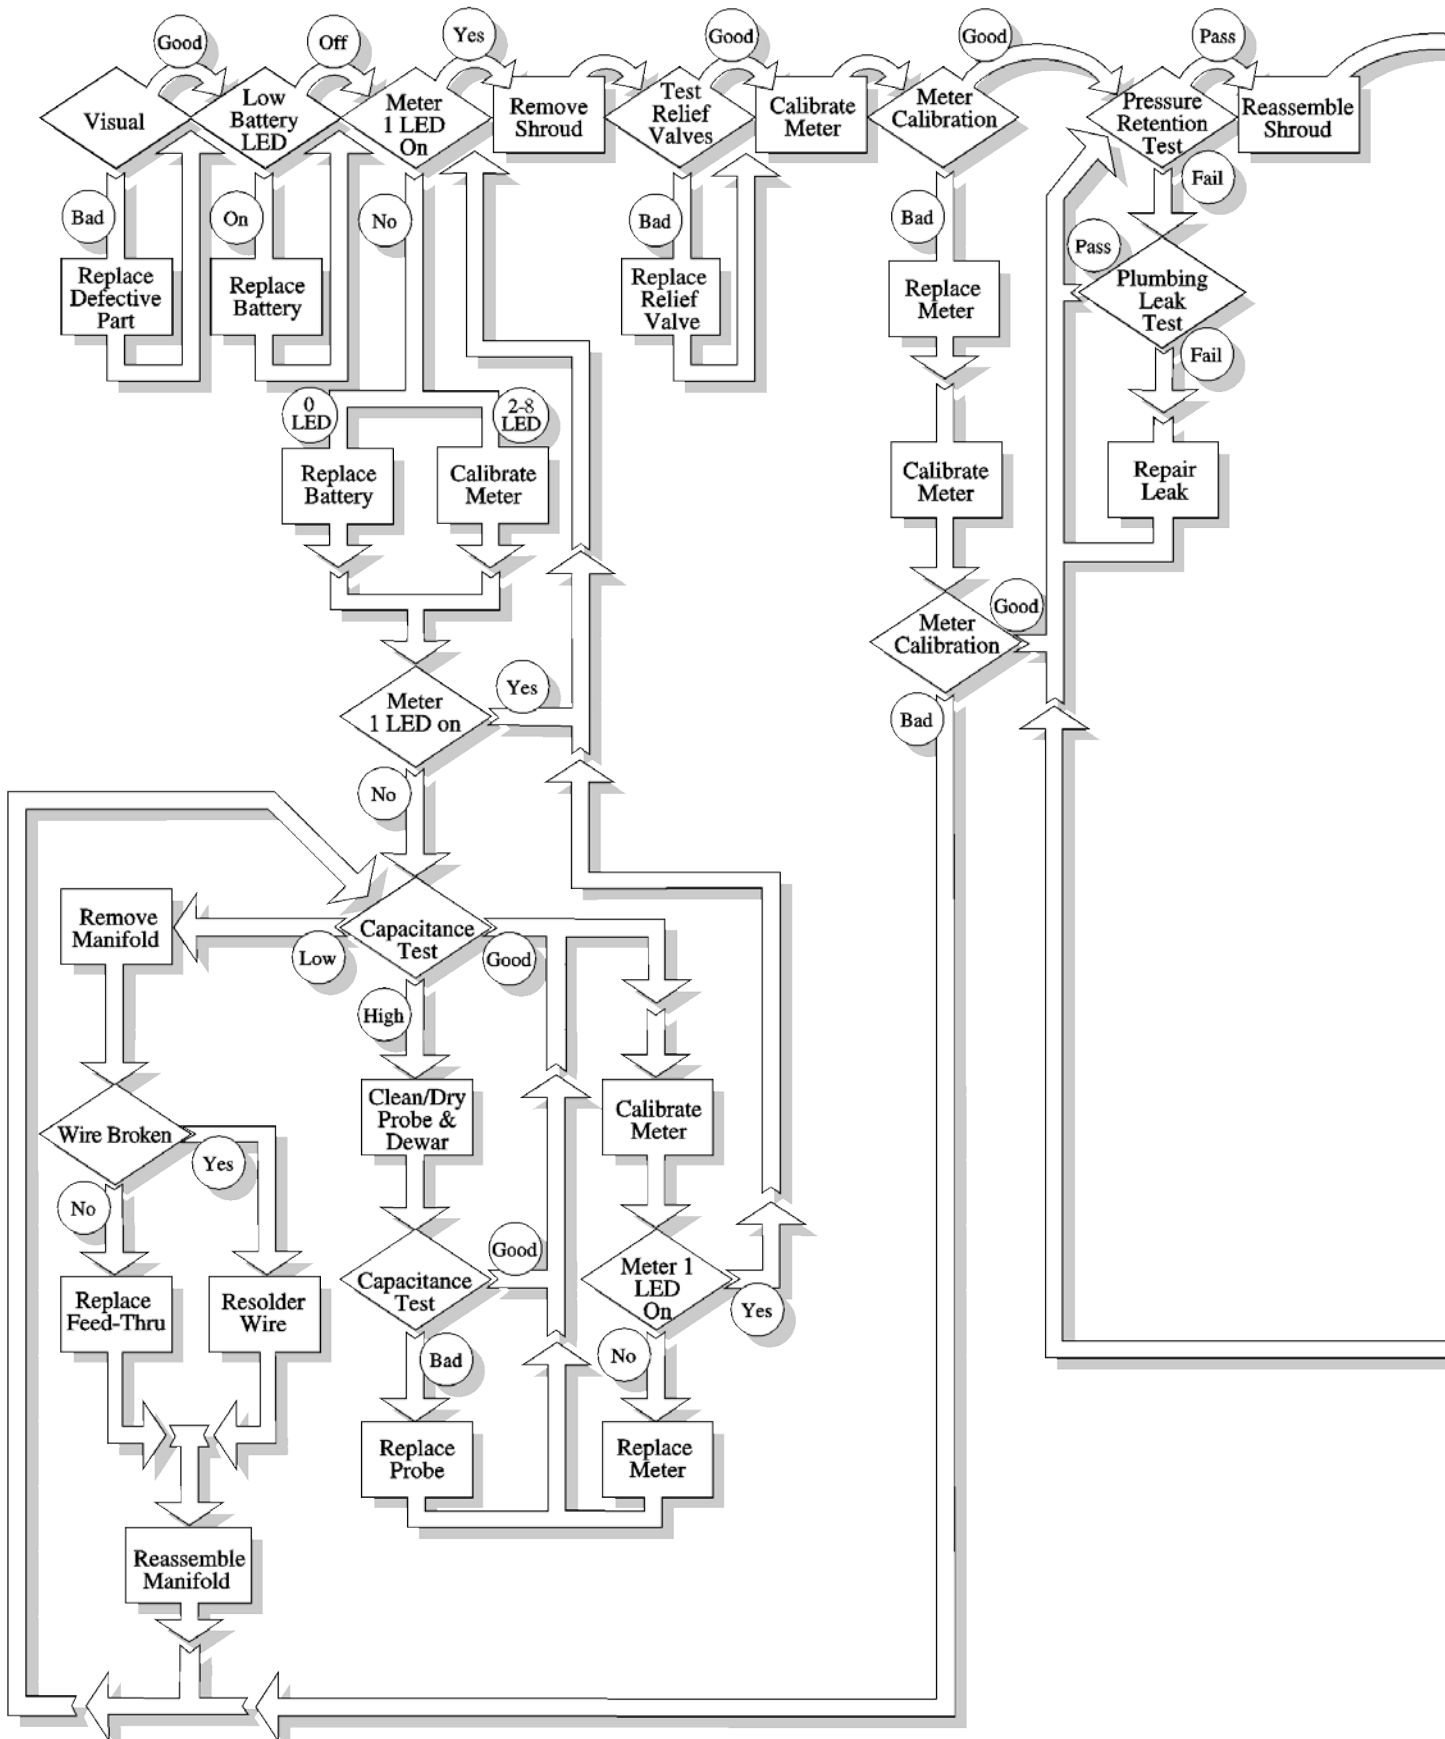 Good
Off
Yes
Good
Good
Pass
Visual
Low
Battery
LED
Meter
1 LED
On
Remove
Shroud
Test
Relief
Valves
Calibrate
Meter
Meter
Calibration
Pressure
Retention
Test
Reassemble
Shroud
Bad
On
No
Bad
Bad
Fail
Pass
Replace
Defective
Part
Replace
Battery
Replace
Relief
Valve
Replace
Meter
Plumbing
Leak
Test
Fail
0
LED
2-8
LED
Replace
Battery
Calibrate
Meter
Calibrate
Meter
Repair
Leak
Good
Meter
Calibration
Meter
1 LED on
Yes
Bad
No
Remove
Manifold
Capacitance
Test
Low
Good
High
Clean/Dry
Probe &
Dewar
Calibrate
Meter
Wire Broken
Yes
No
Good
Replace
Feed-Thru
Resolder
Wire
Capacitance
Test
Meter 1
LED
On
Yes
Bad
No
Replace
Probe
Replace
Meter
Reassemble
Manifold